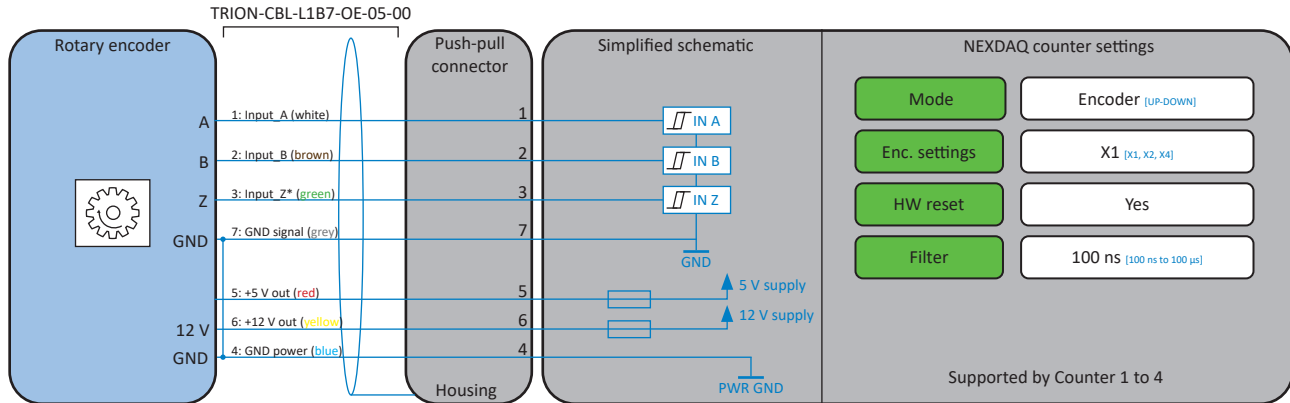 TRION-CBL-L1B7-OE-05-00
Rotary encoder
Push-pull
connector
Simplified schematic
NEXDAQ counter settings
A
1: Input_A (white)
1
IN A
B
2: Input_B (brown)
2
IN B
Z
3: Input_Z* (green)
3
IN Z
GND
7: GND signal (grey)
7
GND
5: +5 V out (red)
5
5 V supply
12 V
6: +12 V out (yellow)
6
12 V supply
GND
4: GND power (blue)
4
PWR GND
Housing
Mode
Encoder [UP-DOWN]
Enc. settings
X1 [X1, X2, X4]
HW reset
Yes
Filter
100 ns [100 ns to 100 µs]
Supported by Counter 1 to 4